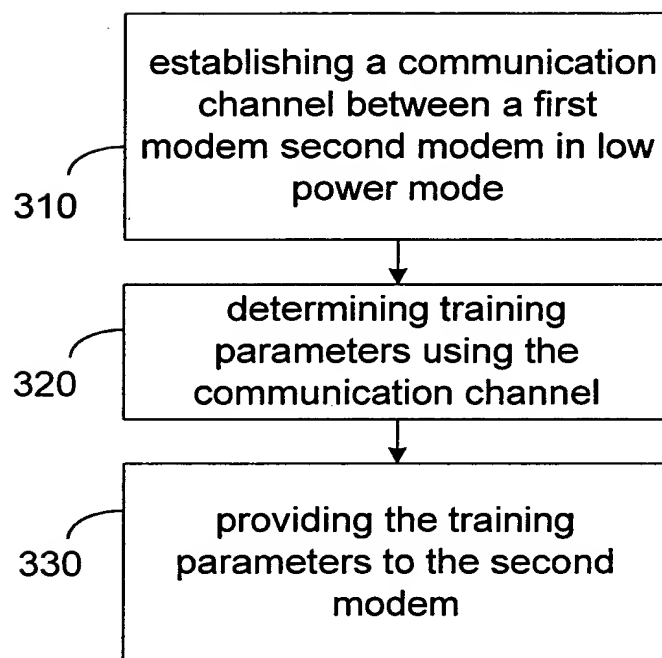 establishing a communication
channel between a first
modem second modem in low
power mode
310
determining training
parameters using the
communication channel
320
providing the training
parameters to the second
modem
330